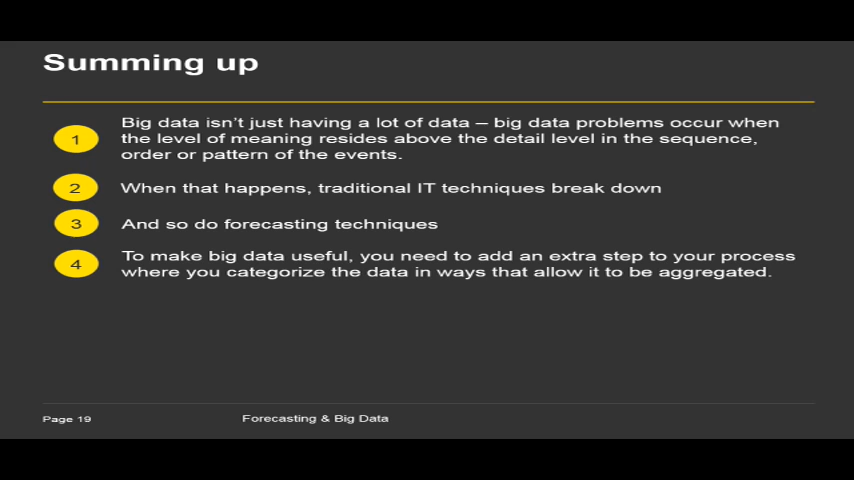 Summing up
1
Big data isn't just having a lot of data – big data problems occur when
the level of meaning resides above the detail level in the sequence,
order or pattern of the events.
2
When that happens, traditional IT techniques break down
3
And so do forecasting techniques
4
To make big data useful, you need to add an extra step to your process
where you categorize the data in ways that allow it to be aggregated.
Page 19
Forecasting & Big Data